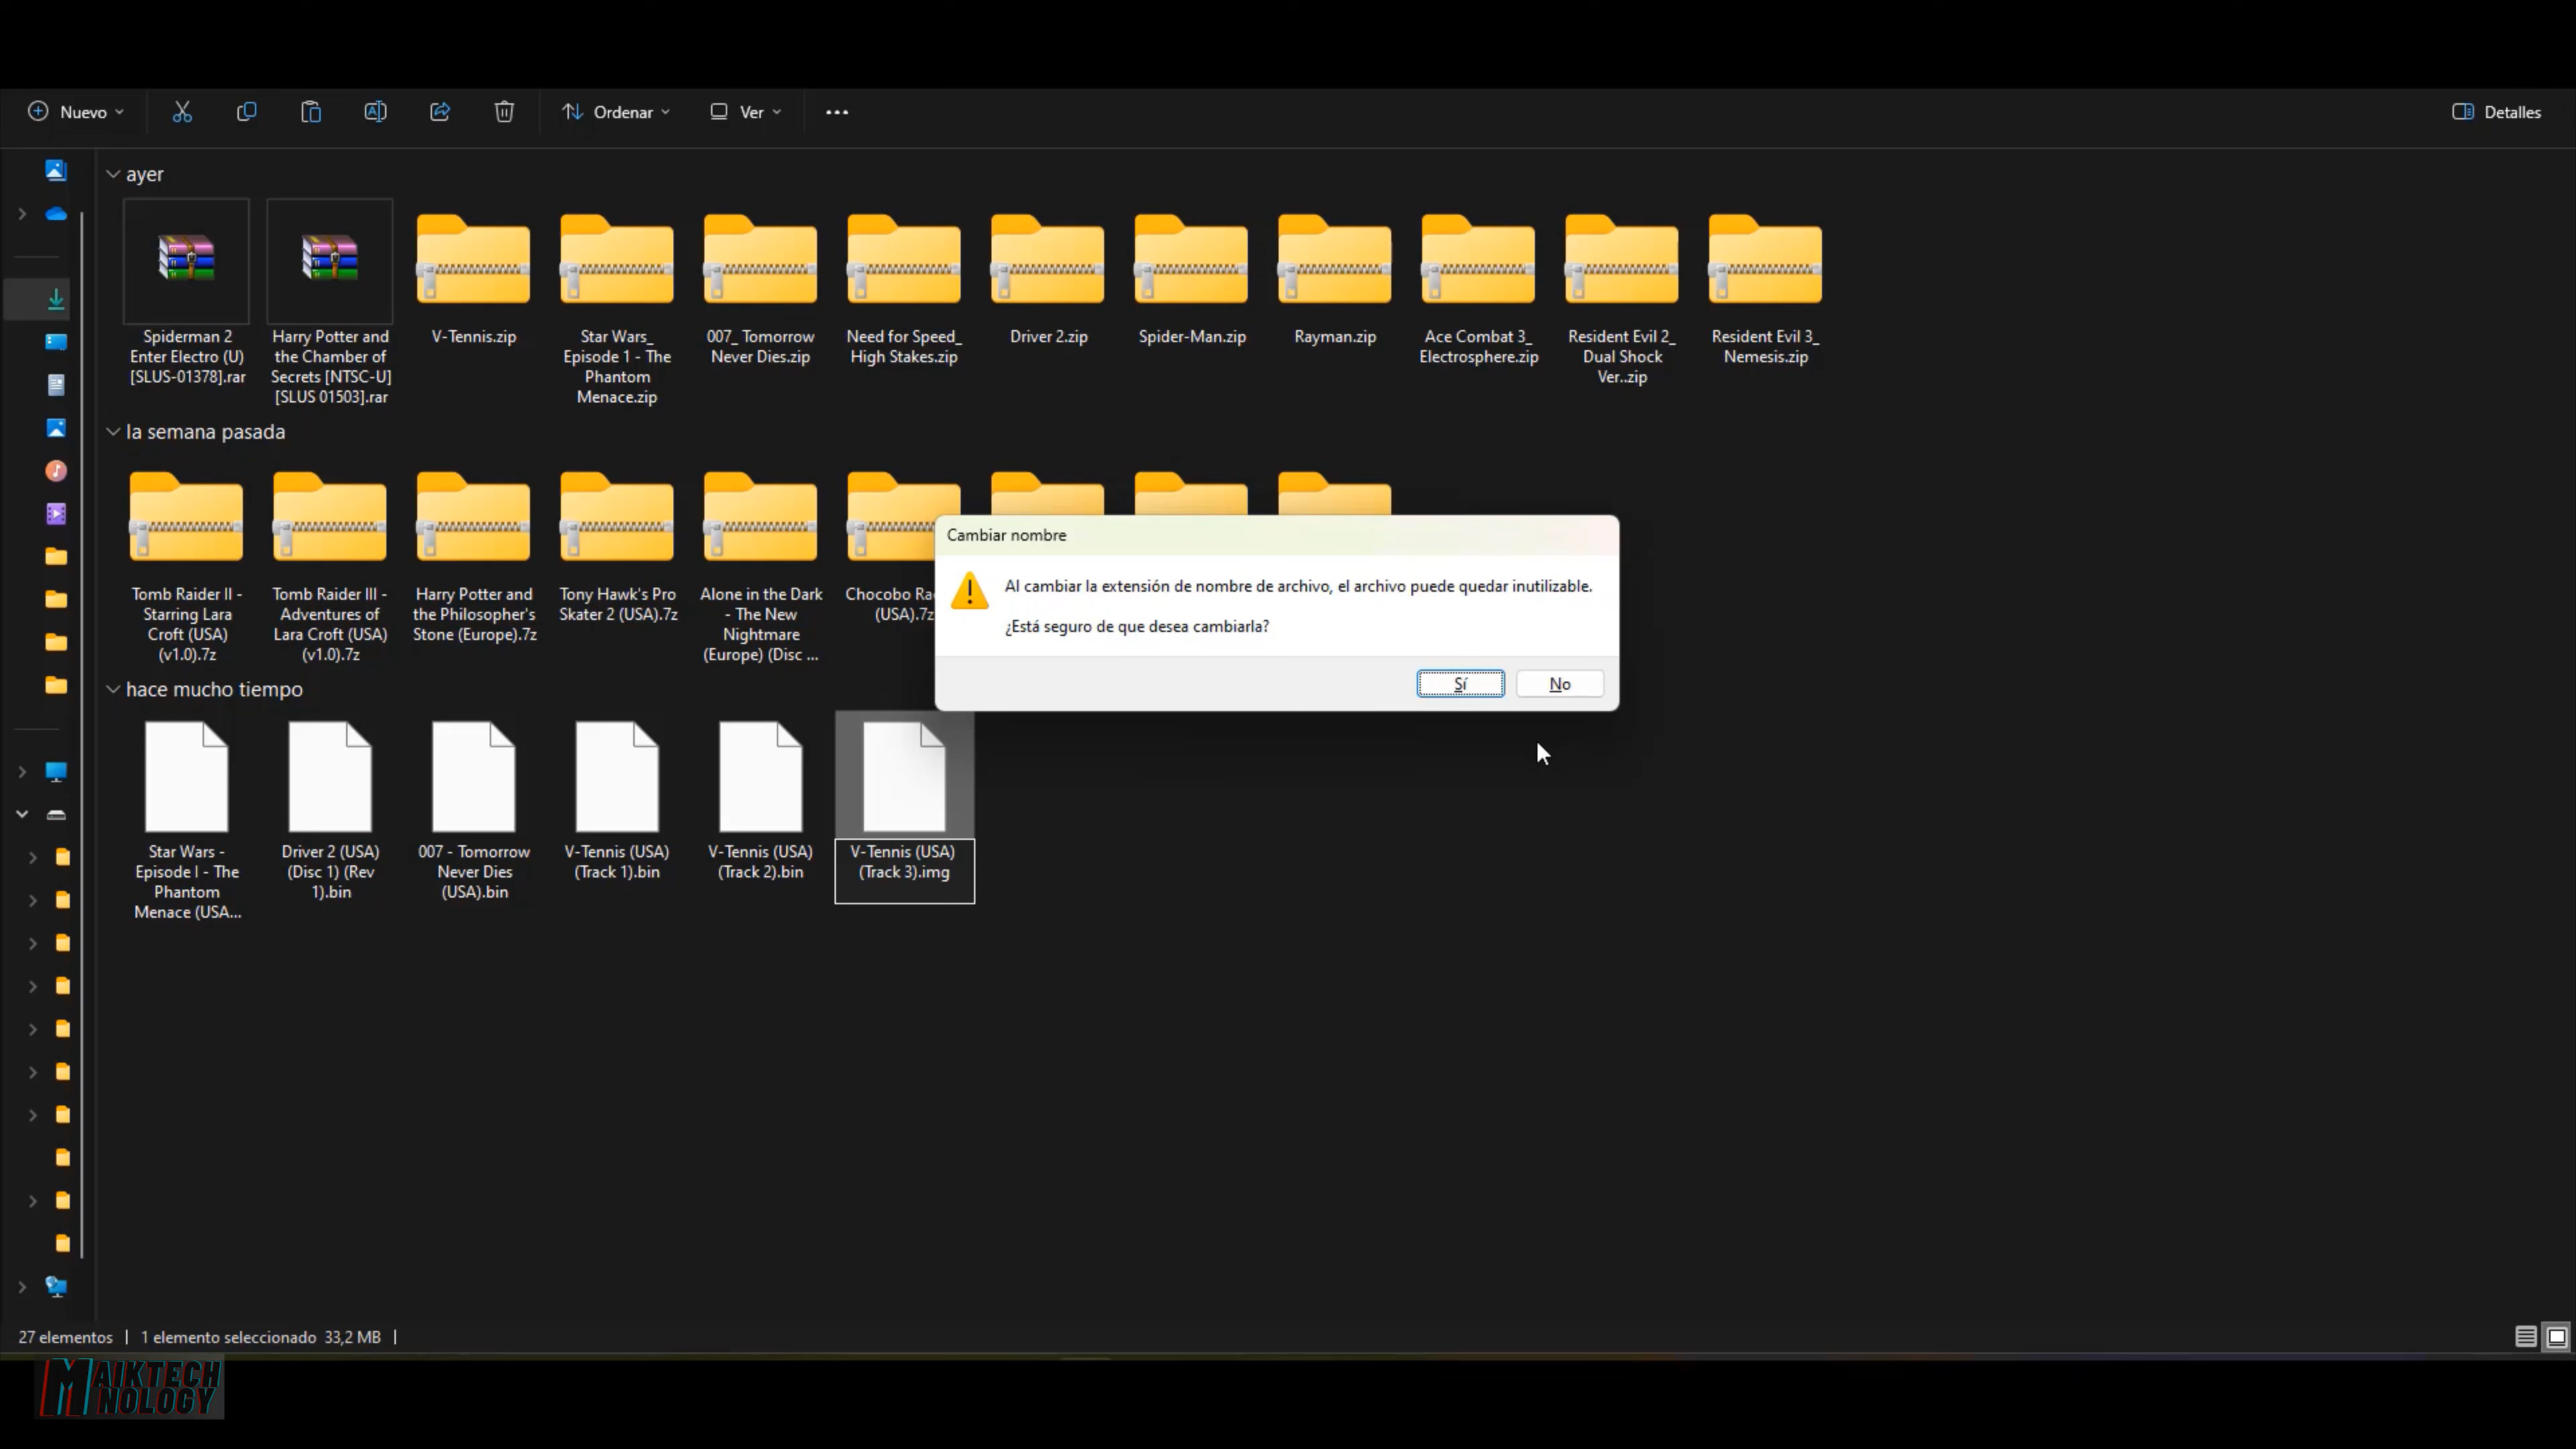 Nuevo
Ordenar
Ver
Detalles
ayer
Spiderman 2
Enter Electro (U)
[SLUS-01378].rar
Harry Potter and
the Chamber of
Secrets [NTSC-U]
[SLUS 01503].rar
V-Tennis.zip
Star Wars_
Episode 1 - The
Phantom
Menace.zip
007_ Tomorrow
Never Dies.zip
Need for Speed_
High Stakes.zip
Driver 2.zip
Spider-Man.zip
Rayman.zip
Ace Combat 3_
Electrosphere.zip
Resident Evil 2_
Dual Shock
Ver..zip
Resident Evil 3_
Nemesis.zip
la semana pasada
Tomb Raider II -
Starring Lara
Croft (USA)
(v1.0).7z
Tomb Raider III -
Adventures of
Lara Croft (USA)
(v1.0).7z
Harry Potter and
the Philosopher's
Stone (Europe).7z
Tony Hawk's Pro
Skater 2 (USA).7z
Alone in the Dark
- The New
Nightmare
(Europe) (Disc ...
Chocobo
(USA).7z
Cambiar nombre
Al cambiar la extensión de nombre de archivo, el archivo puede quedar inutilizable.
¿Está seguro de que desea cambiarla?
Sí
No
hace mucho tiempo
Star Wars -
Episode I - The
Phantom
Menace (USA...
Driver 2 (USA)
(Disc 1) (Rev
1).bin
007 - Tomorrow
Never Dies
(USA).bin
V-Tennis (USA)
(Track 1).bin
V-Tennis (USA)
(Track 2).bin
V-Tennis (USA)
(Track 3).img
27 elementos
1 elemento seleccionado 33,2 MB
MAIKTECH
NOLOGY